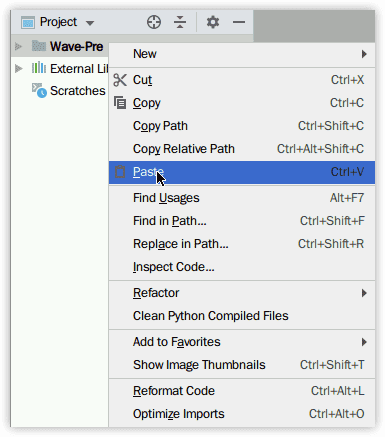 Project
Wave-Pre
External Lib
Scratches
New
Cut Ctrl+X
Copy Ctrl+C
Copy Path Ctrl+Shift+C
Copy Relative Path Ctrl+Alt+Shift+C
Paste Ctrl+V
Find Usages Alt+F7
Find in Path... Ctrl+Shift+F
Replace in Path... Ctrl+Shift+R
Inspect Code...
Refactor
Clean Python Compiled Files
Add to Favorites
Show Image Thumbnails Ctrl+Shift+T
Reformat Code Ctrl+Alt+L
Optimize Imports Ctrl+Alt+O